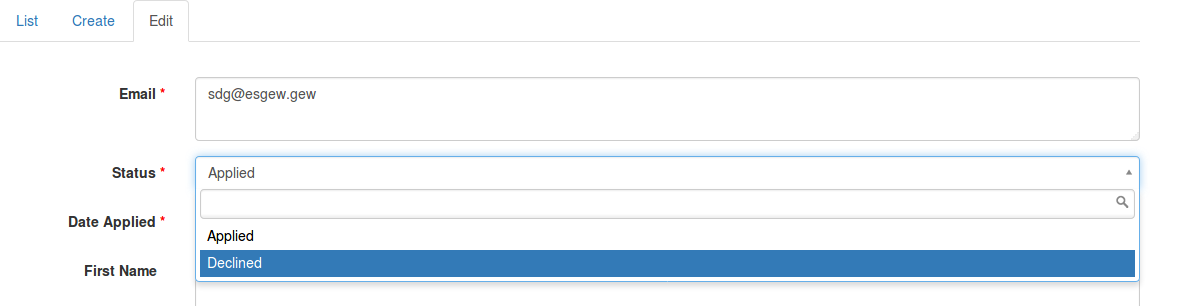 List Create Edit
Email *
sdg@esgew.gew
Status *
Applied
Date Applied *
Applied
Declined
First Name